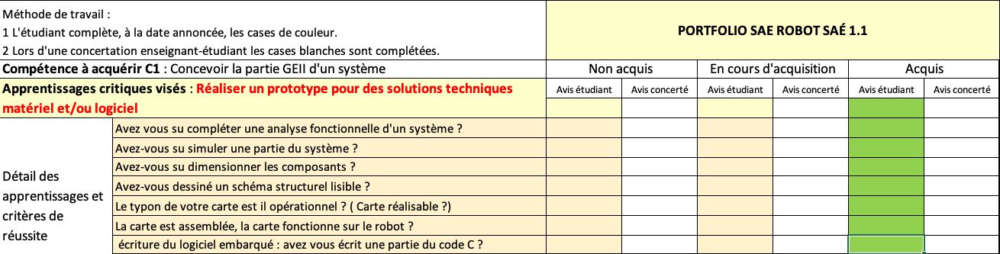 Méthode de travail :
1 L'étudiant complète, à la date annoncée, les cases de couleur.
2 Lors d'une concertation enseignant-étudiant les cases blanches sont complétées.
PORTFOLIO SAE ROBOT SAÉ 1.1
Compétence à acquérir C1 : Concevoir la partie GEII d'un système
Non acquis
En cours d'acquisition
Acquis
Apprentissages critiques visés : Réaliser un prototype pour des solutions techniques
matériel et/ou logiciel
Avis étudiant
Avis concerté
Avis étudiant
Avis concerté
Avis étudiant
Avis concerté
Détail des
apprentissages et
critères de
réussite
Avez vous su compléter une analyse fonctionnelle d'un système ?
Avez-vous su simuler une partie du système ?
Avez-vous su dimensionner les composants ?
Avez-vous dessiné un schéma structurel lisible ?
Le typon de votre carte est il opérationnel ? ( Carte réalisable ?)
La carte est assemblée, la carte fonctionne sur le robot ?
écriture du logiciel embarqué : avez vous écrit une partie du code C ?